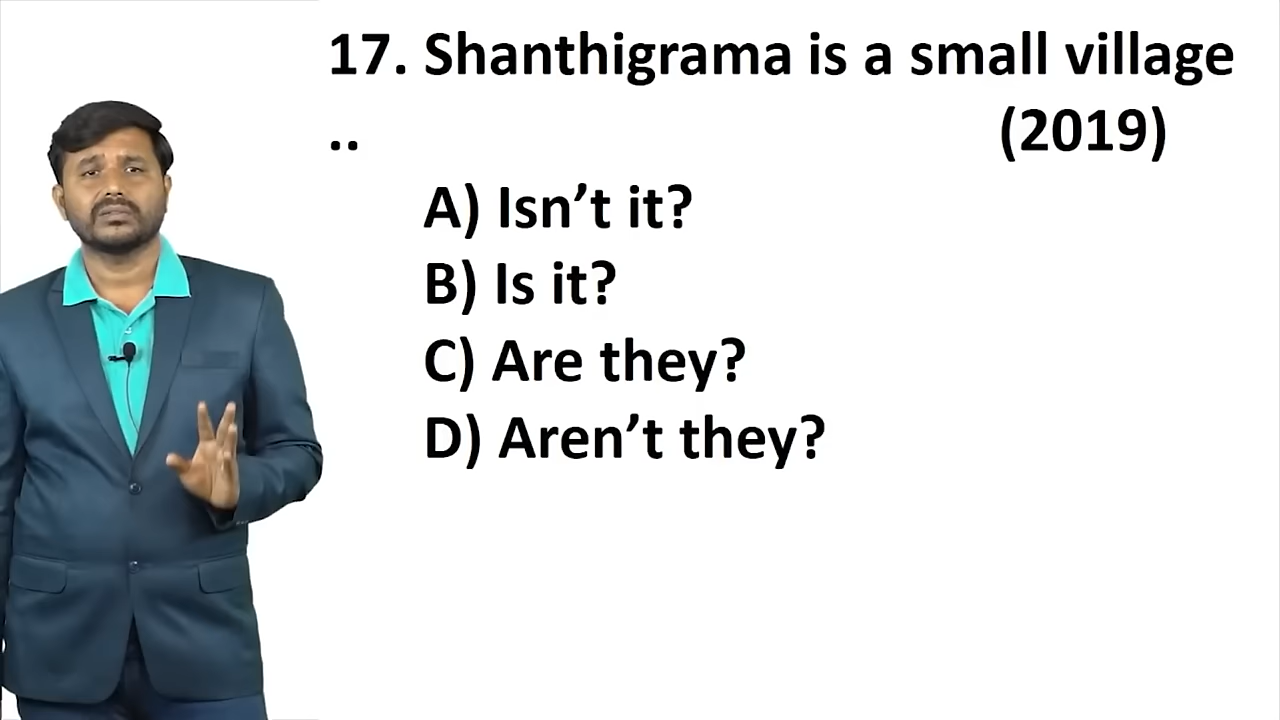 17. Shanthigrama is a small village
.. (2019)
A) Isn’t it?
B) Is it?
C) Are they?
D) Aren’t they?